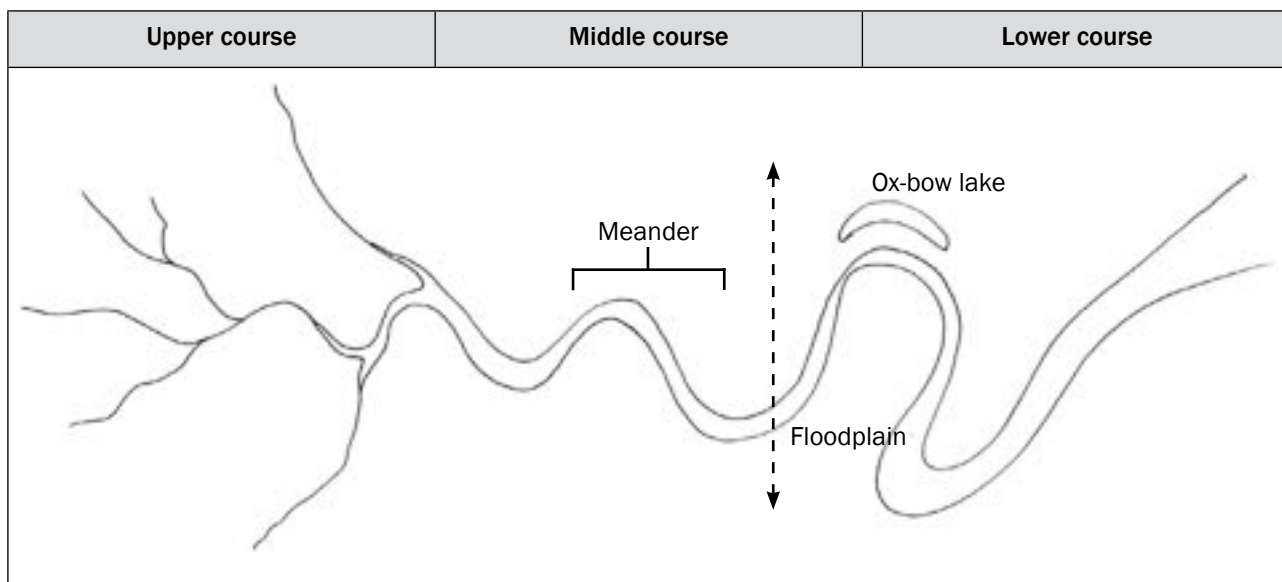 Upper course
Middle course
Lower course
Ox-bow lake
Meander
Floodplain